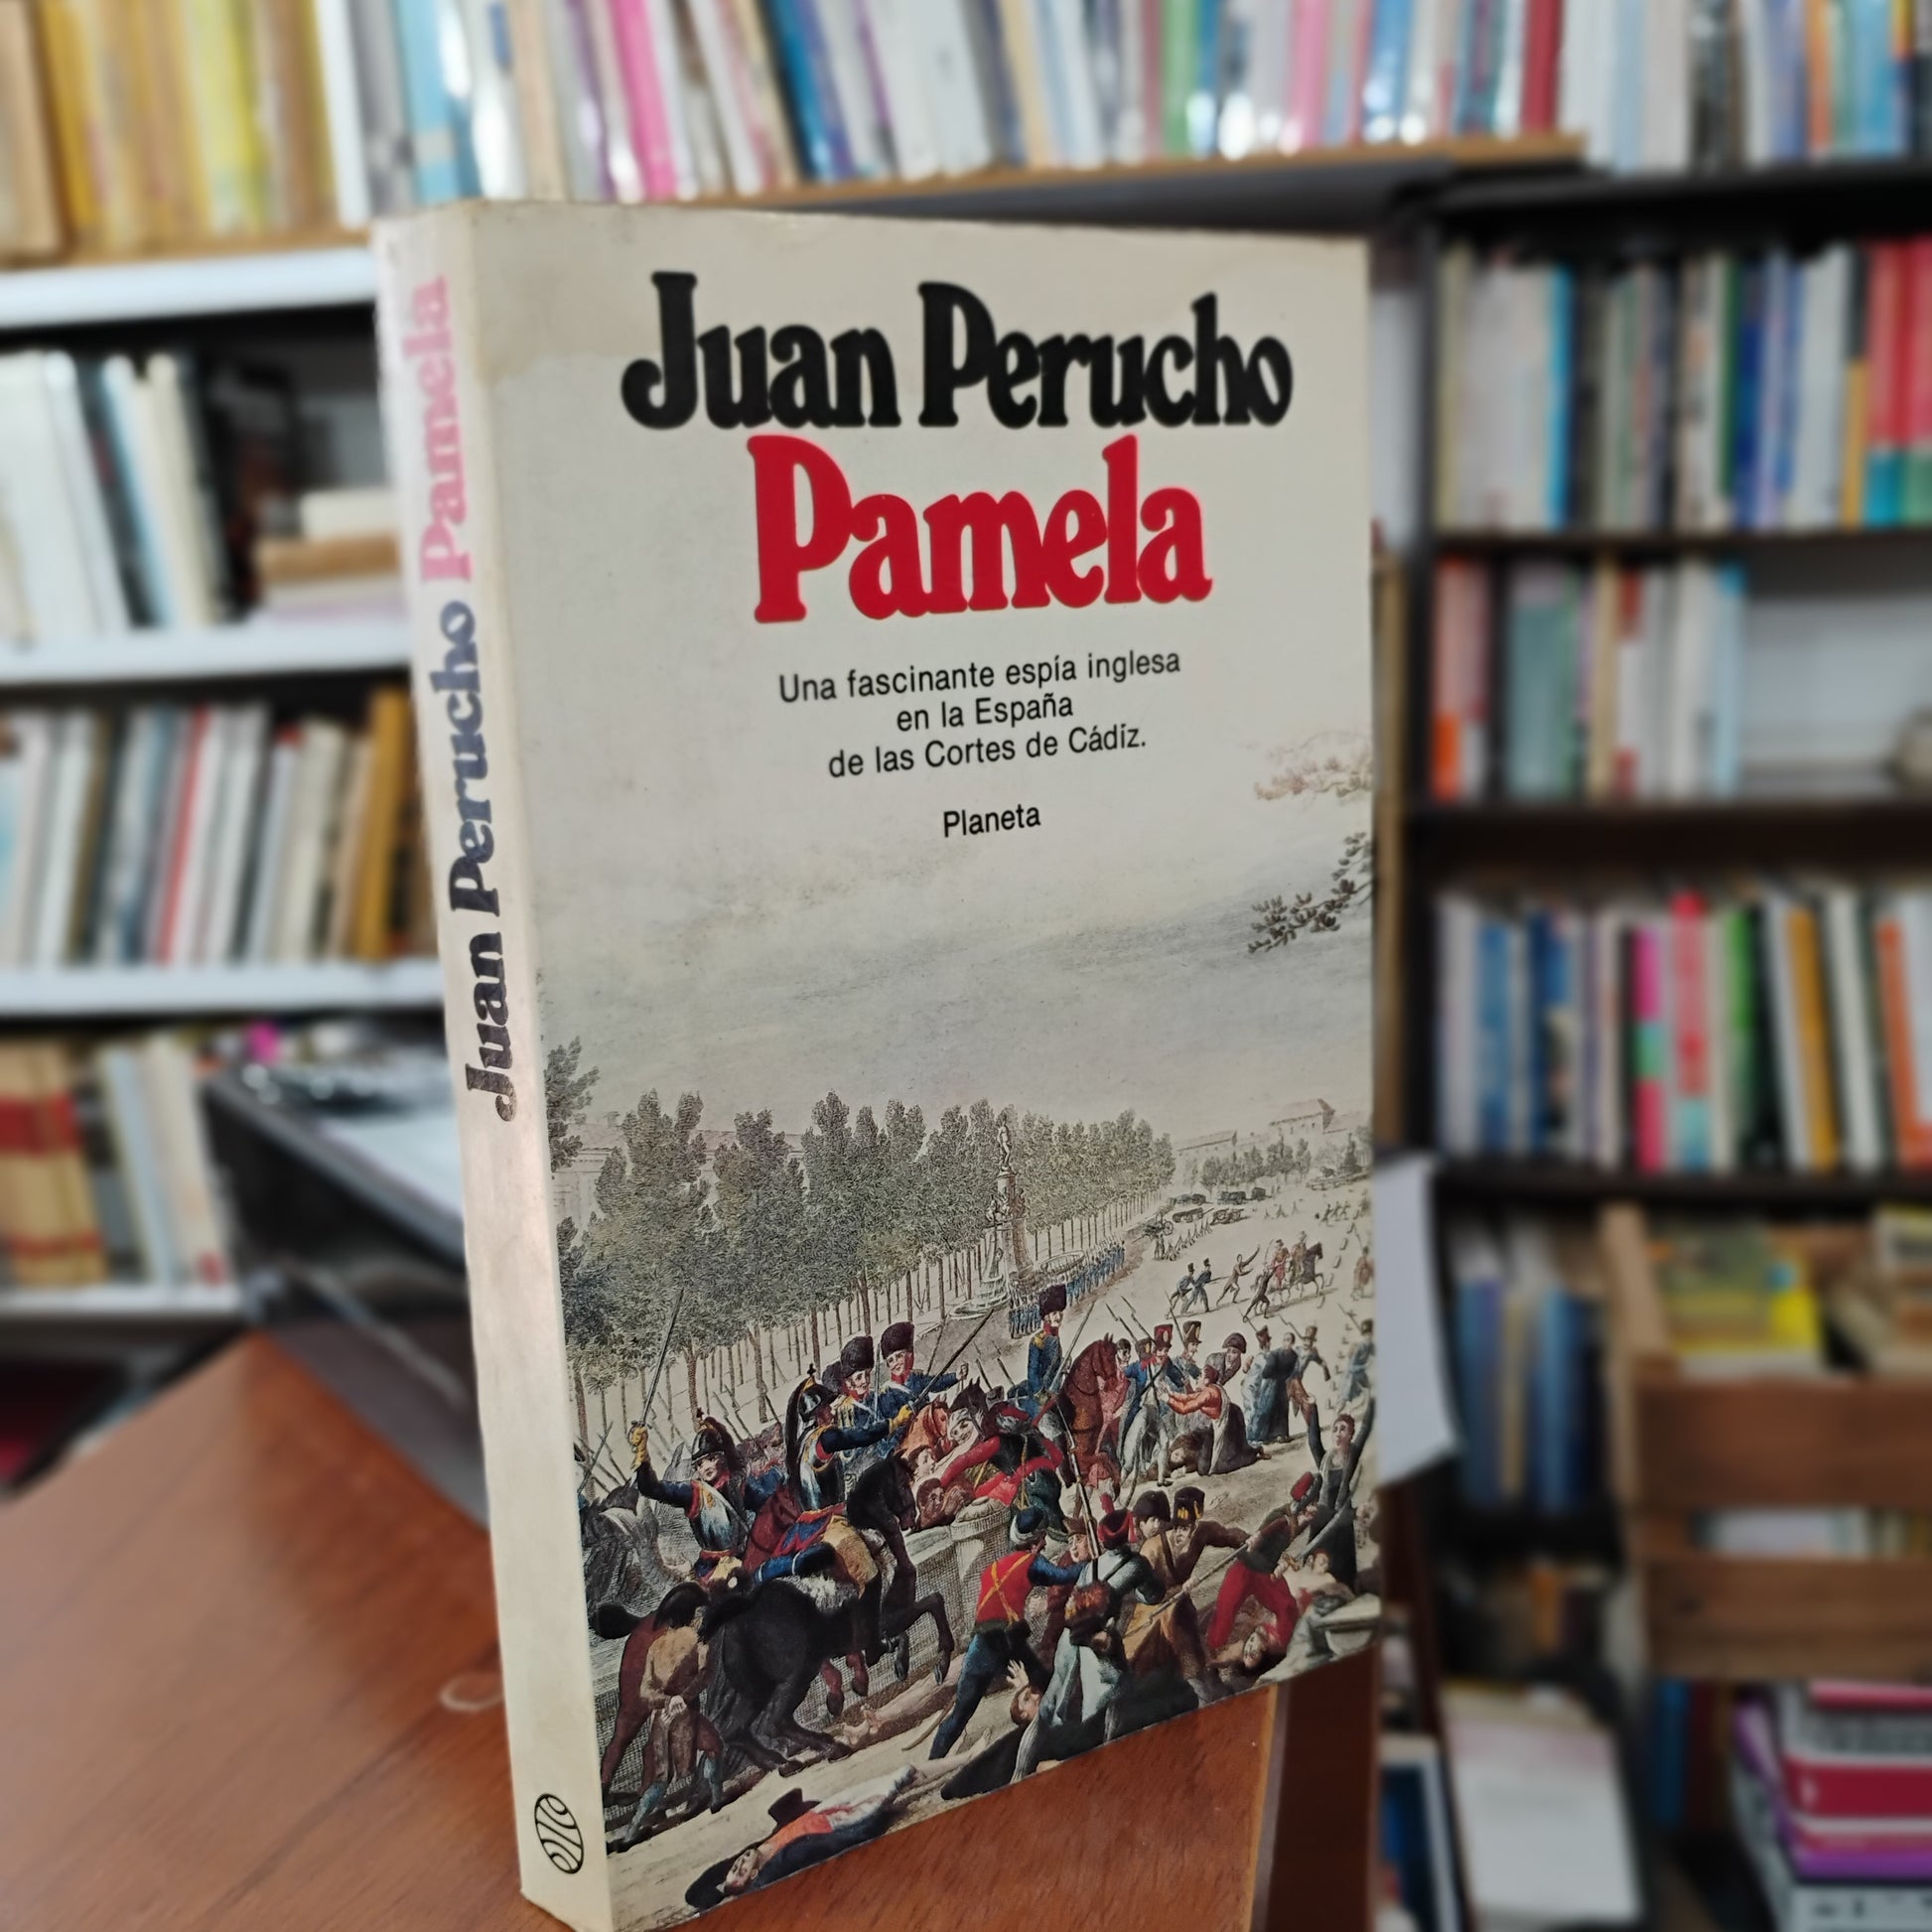 Juan Perucho
Pamela
Una fascinante espía inglesa
en la España
de las Cortes de Cádiz.
Planeta
Juan Perucho Pamela